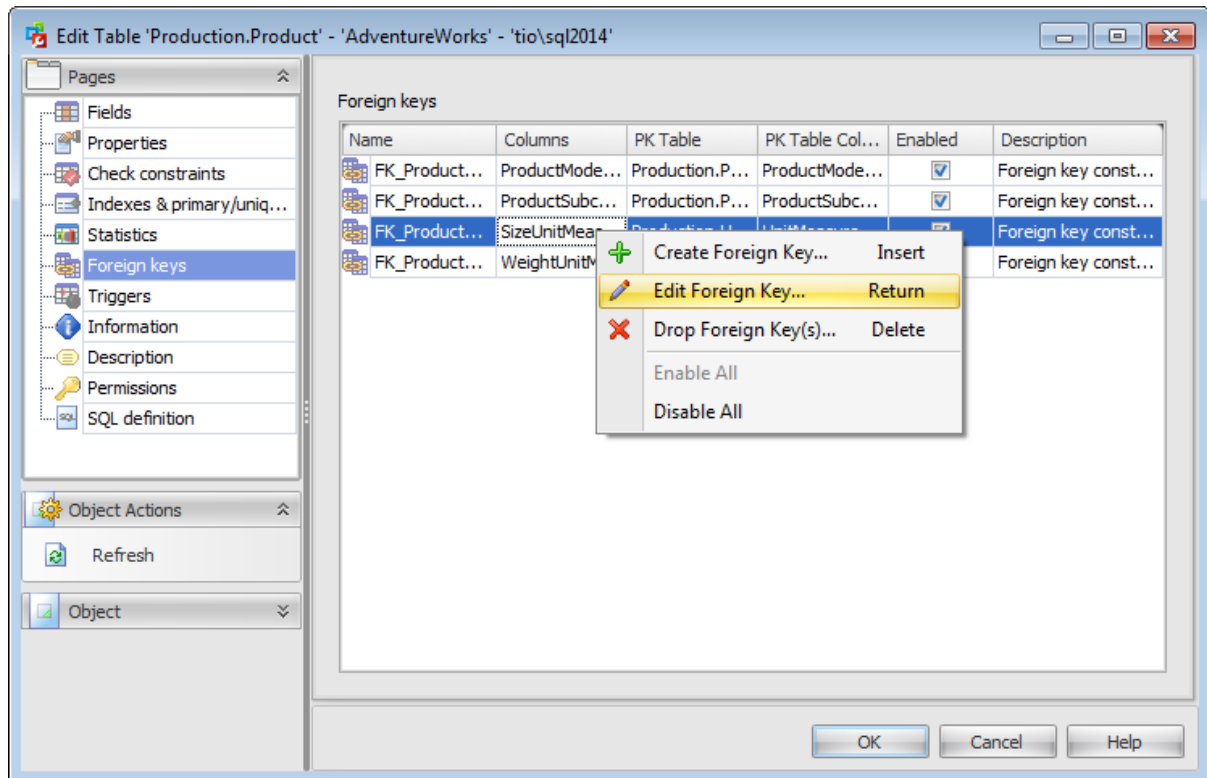 Edit Table 'Production.Product' - 'AdventureWorks' - 'tio\sql2014'
Pages
Fields
Properties
Check constraints
Indexes & primary/uniq...
Statistics
Foreign keys
Triggers
Information
Description
Permissions
SQL definition
Object Actions
Refresh
Object
Foreign keys
Name Columns PK Table PK Table Col... Enabled Description
FK_Product... ProductMode... Production.P... ProductMode... Foreign key const...
FK_Product... ProductSubc... Production.P... ProductSubc... Foreign key const...
FK_Product... SizeUnitMeas Foreign key const...
FK_Product... WeightUnitM Foreign key const...
Create Foreign Key... Insert
Edit Foreign Key... Return
Drop Foreign Key(s)... Delete
Enable All
Disable All
OK Cancel Help